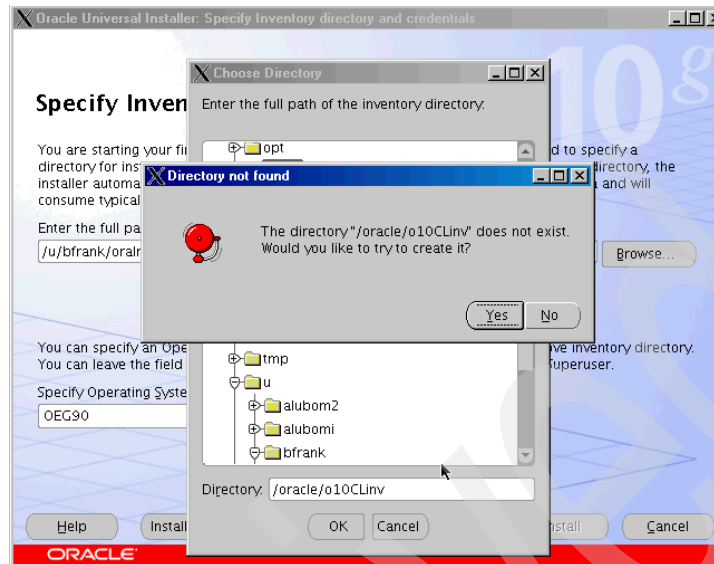 Oracle Universal Installer: Specify Inventory directory and credentials
10g
Choose Directory
Specify Inven
Enter the full path of the inventory directory:
opt
You are starting your fi
d to specify a
directory for ins
directory, the
installer automa
and will
consume typical
Directory not found
The directory "/oracle/o10CLinv" does not exist.
Would you like to try to create it?
Enter the full pa
/u/bfrank/oraIr
Browse...
Yes
No
You can specify an Ope
ove inventory directory.
You can leave the field
Superuser.
tmp
u
Specify Operating Syste
OEG90
alubom2
alubomi
bfrank
Directory: /oracle/o10CLinv
Help
Install
OK
Cancel
nstall
Cancel
ORACLE